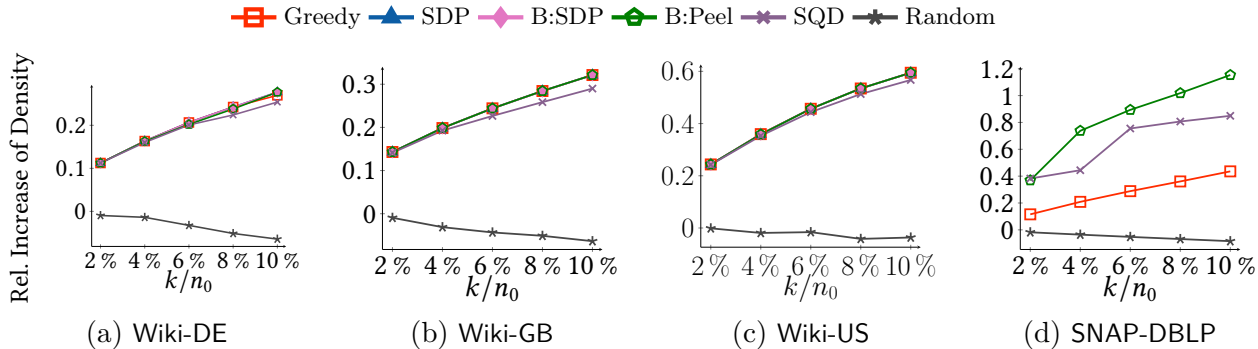 Greedy SDP B:SDP B:Peel SQD Random
Rel. Increase of Density
0.2
0.1
0
2 % 4 % 6 % 8 % 10 %
k/n0
(a) Wiki-DE
0.3
0.2
0.1
0
2 % 4 % 6 % 8 % 10 %
k/n0
(b) Wiki-GB
0.6
0.4
0.2
0
2 % 4 % 6 % 8 % 10 %
k/n0
(c) Wiki-US
1.2
1
0.8
0.6
0.4
0.2
0
2 % 4 % 6 % 8 % 10 %
k/n0
(d) SNAP-DBLP